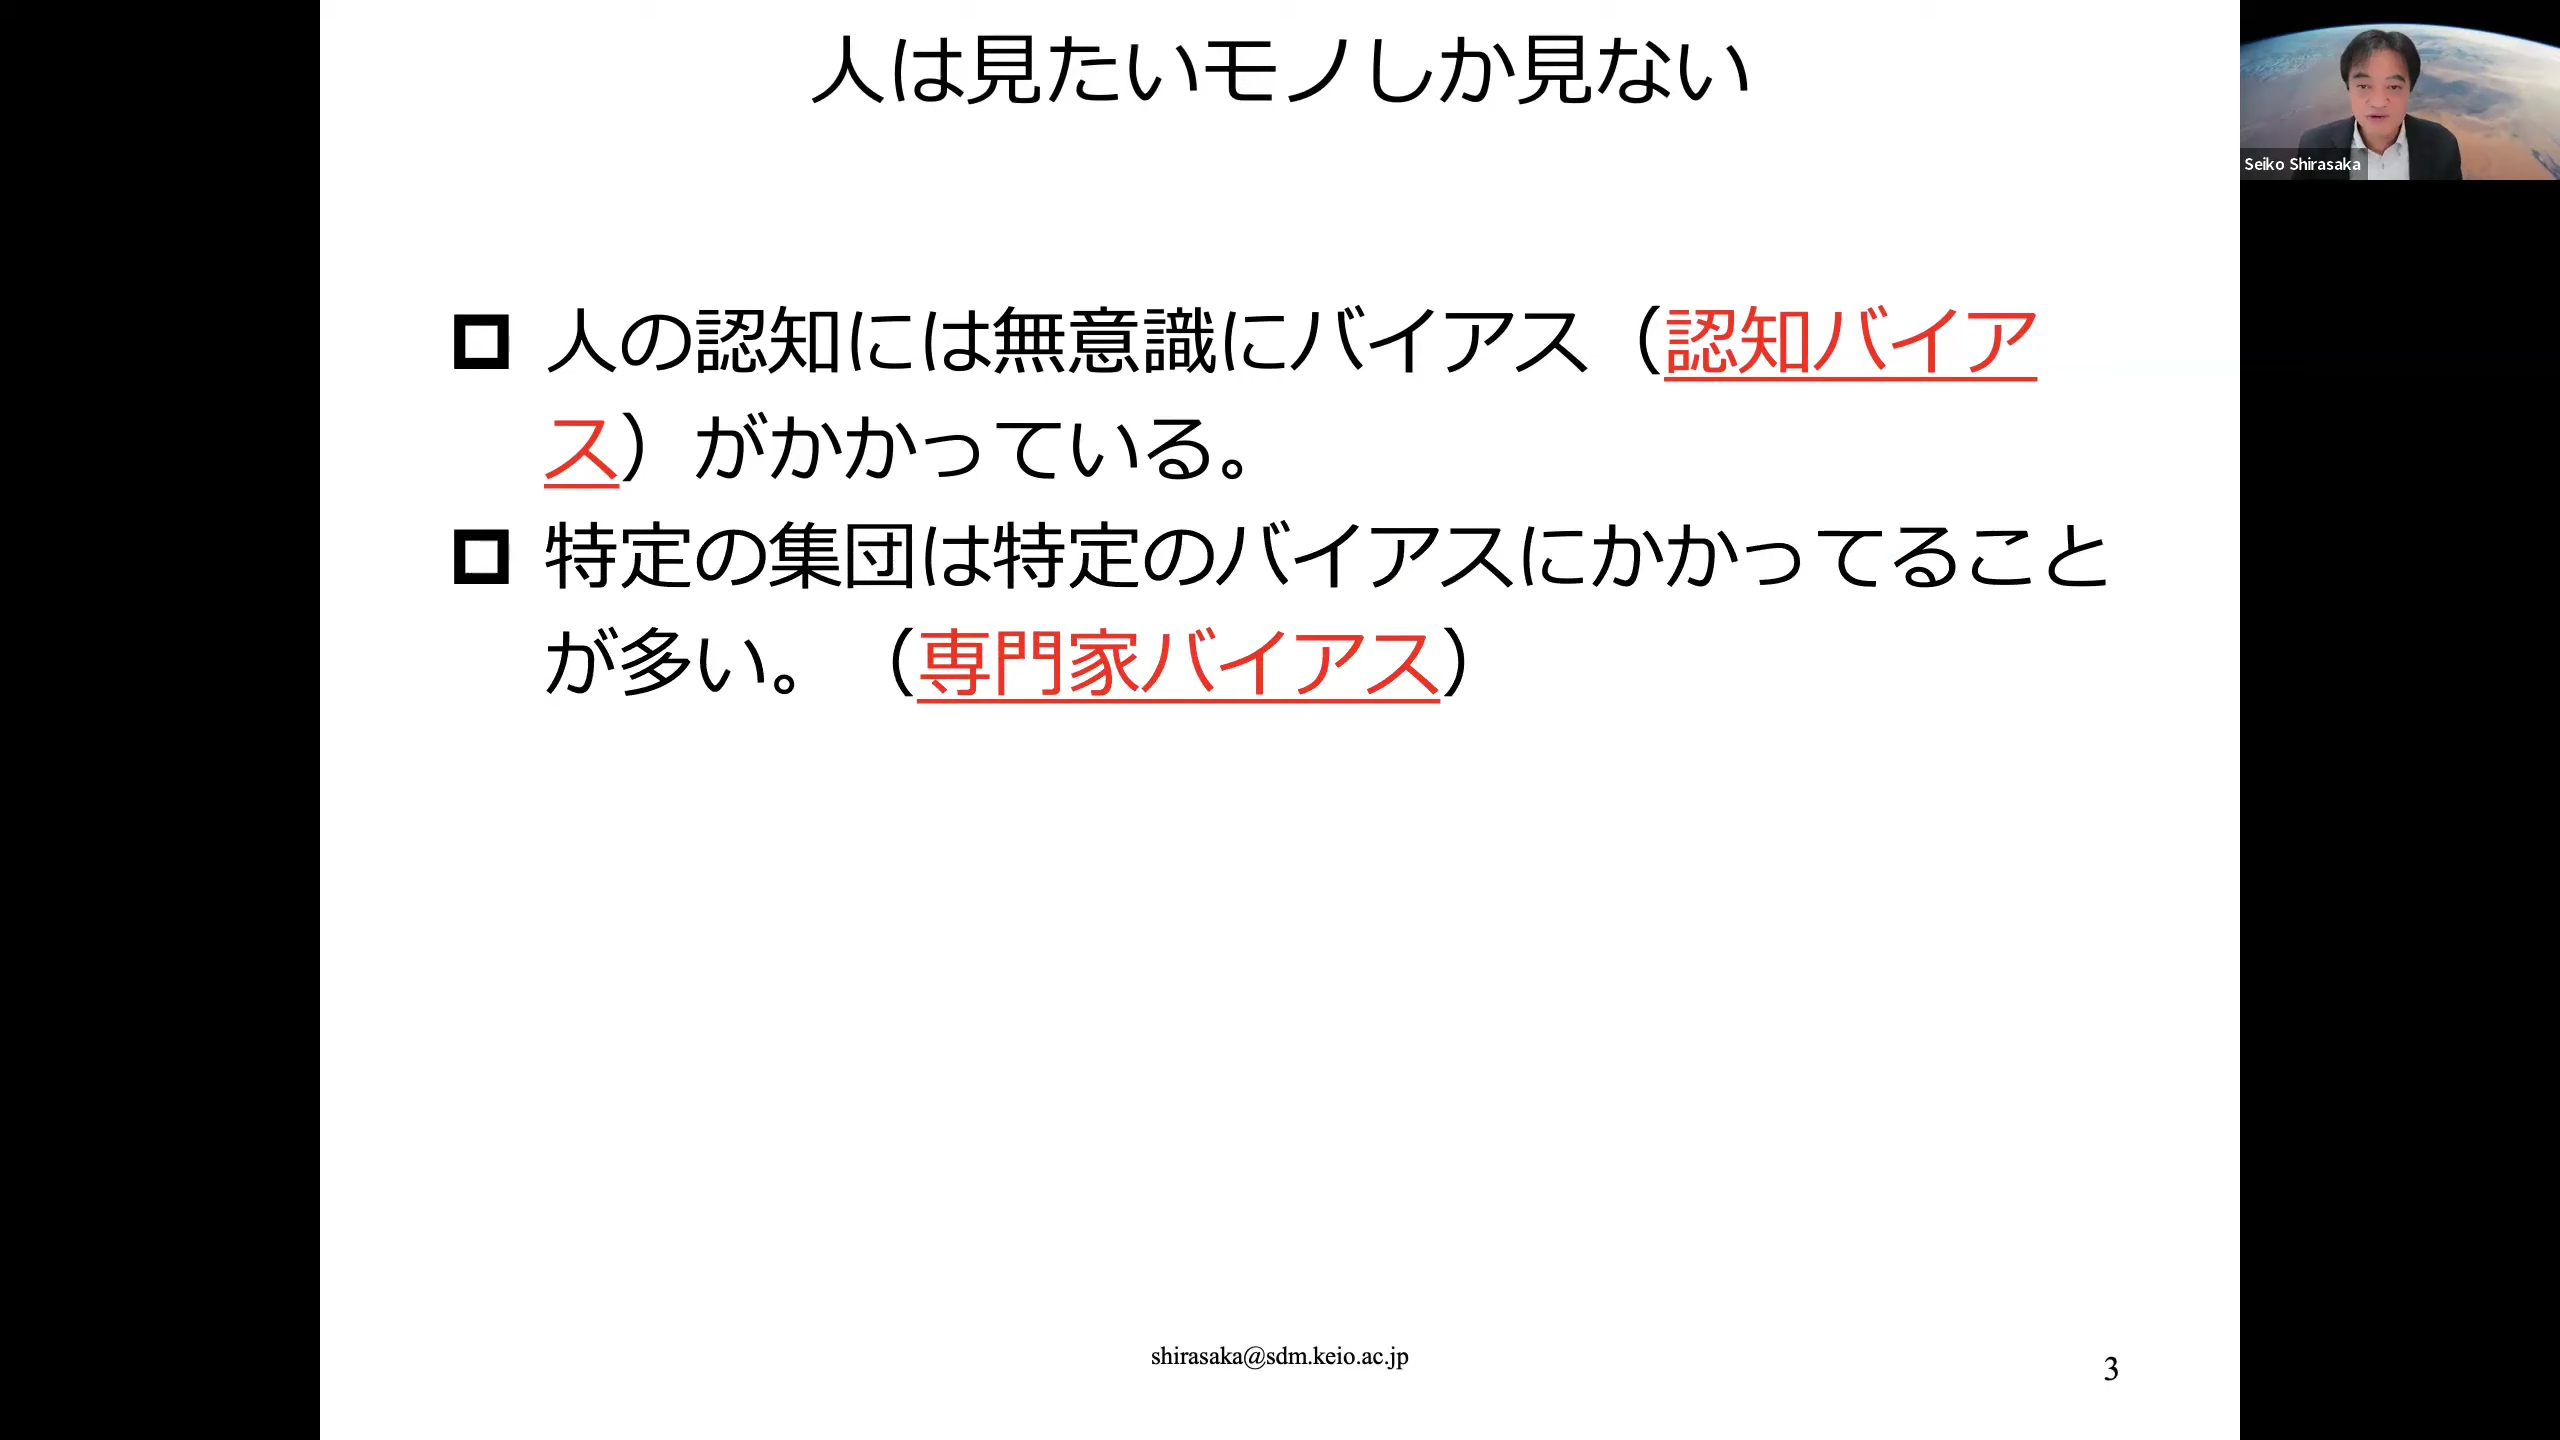 人は見たいモノしか見ない
Seiko Shirasaka
人の認知には無意識にバイアス（認知バイア
ス）がかかっている。
特定の集団は特定のバイアスにかかってること
が多い。（専門家バイアス）
shirasaka@sdm.keio.ac.jp
3